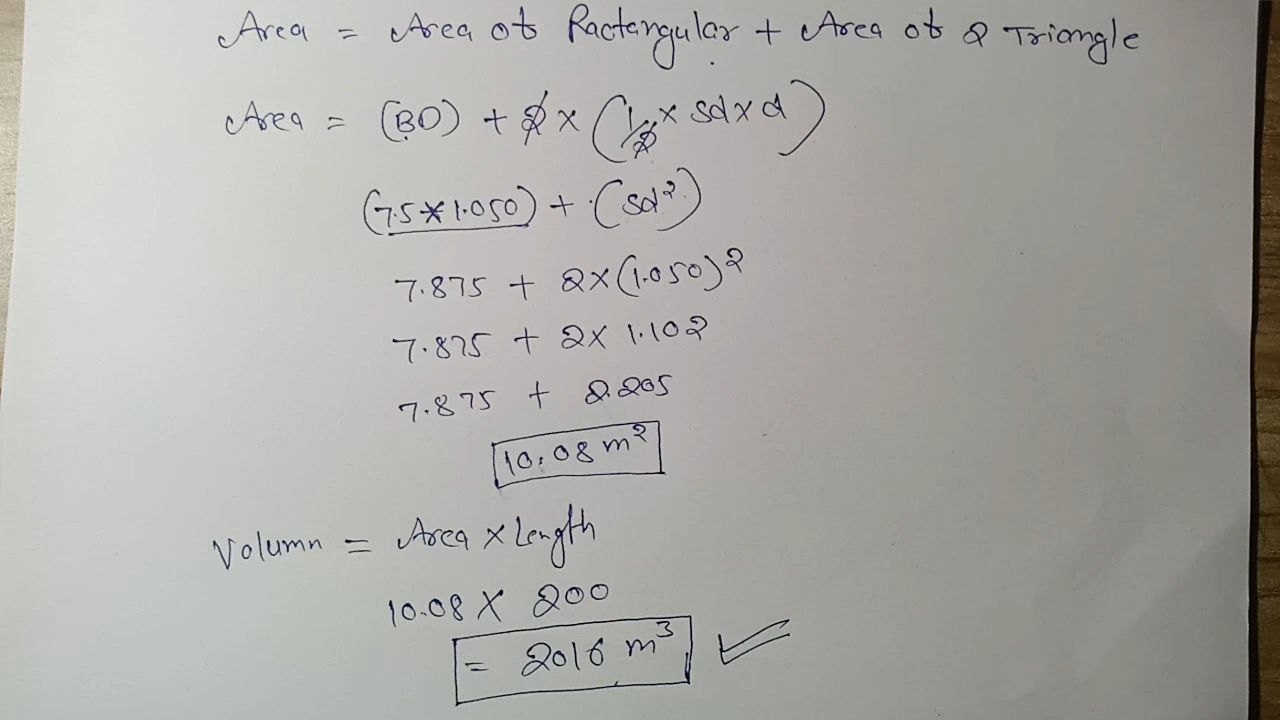 Area = Area of Ractangular + Area of 2 Triangle
Area = (BD) + 2 x (1/2 x sd x d)
(7.5*1.050) + (sd²)
7.875 + 2x(1.050)²
7.875 + 2x 1.102
7.875 + 2.205
10.08 m²
Volumn = Area x Length
10.08 X 200
= 2016 m³ ✓